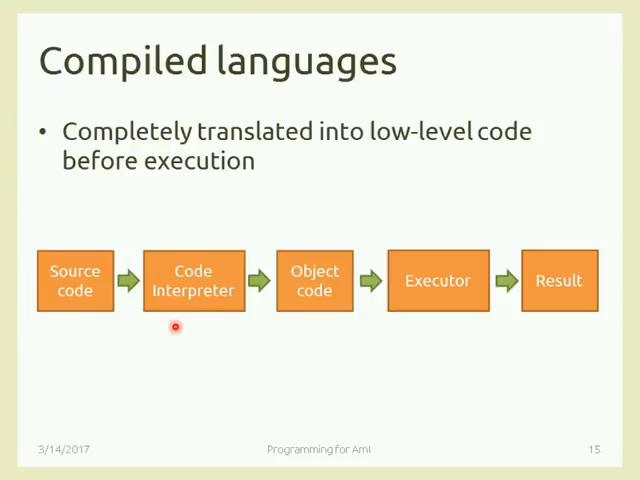 Compiled languages
• Completely translated into low-level code
before execution
Source
code
Code
Interpreter
Object
code
Executor
Result
3/14/2017
Programming for AmI
15